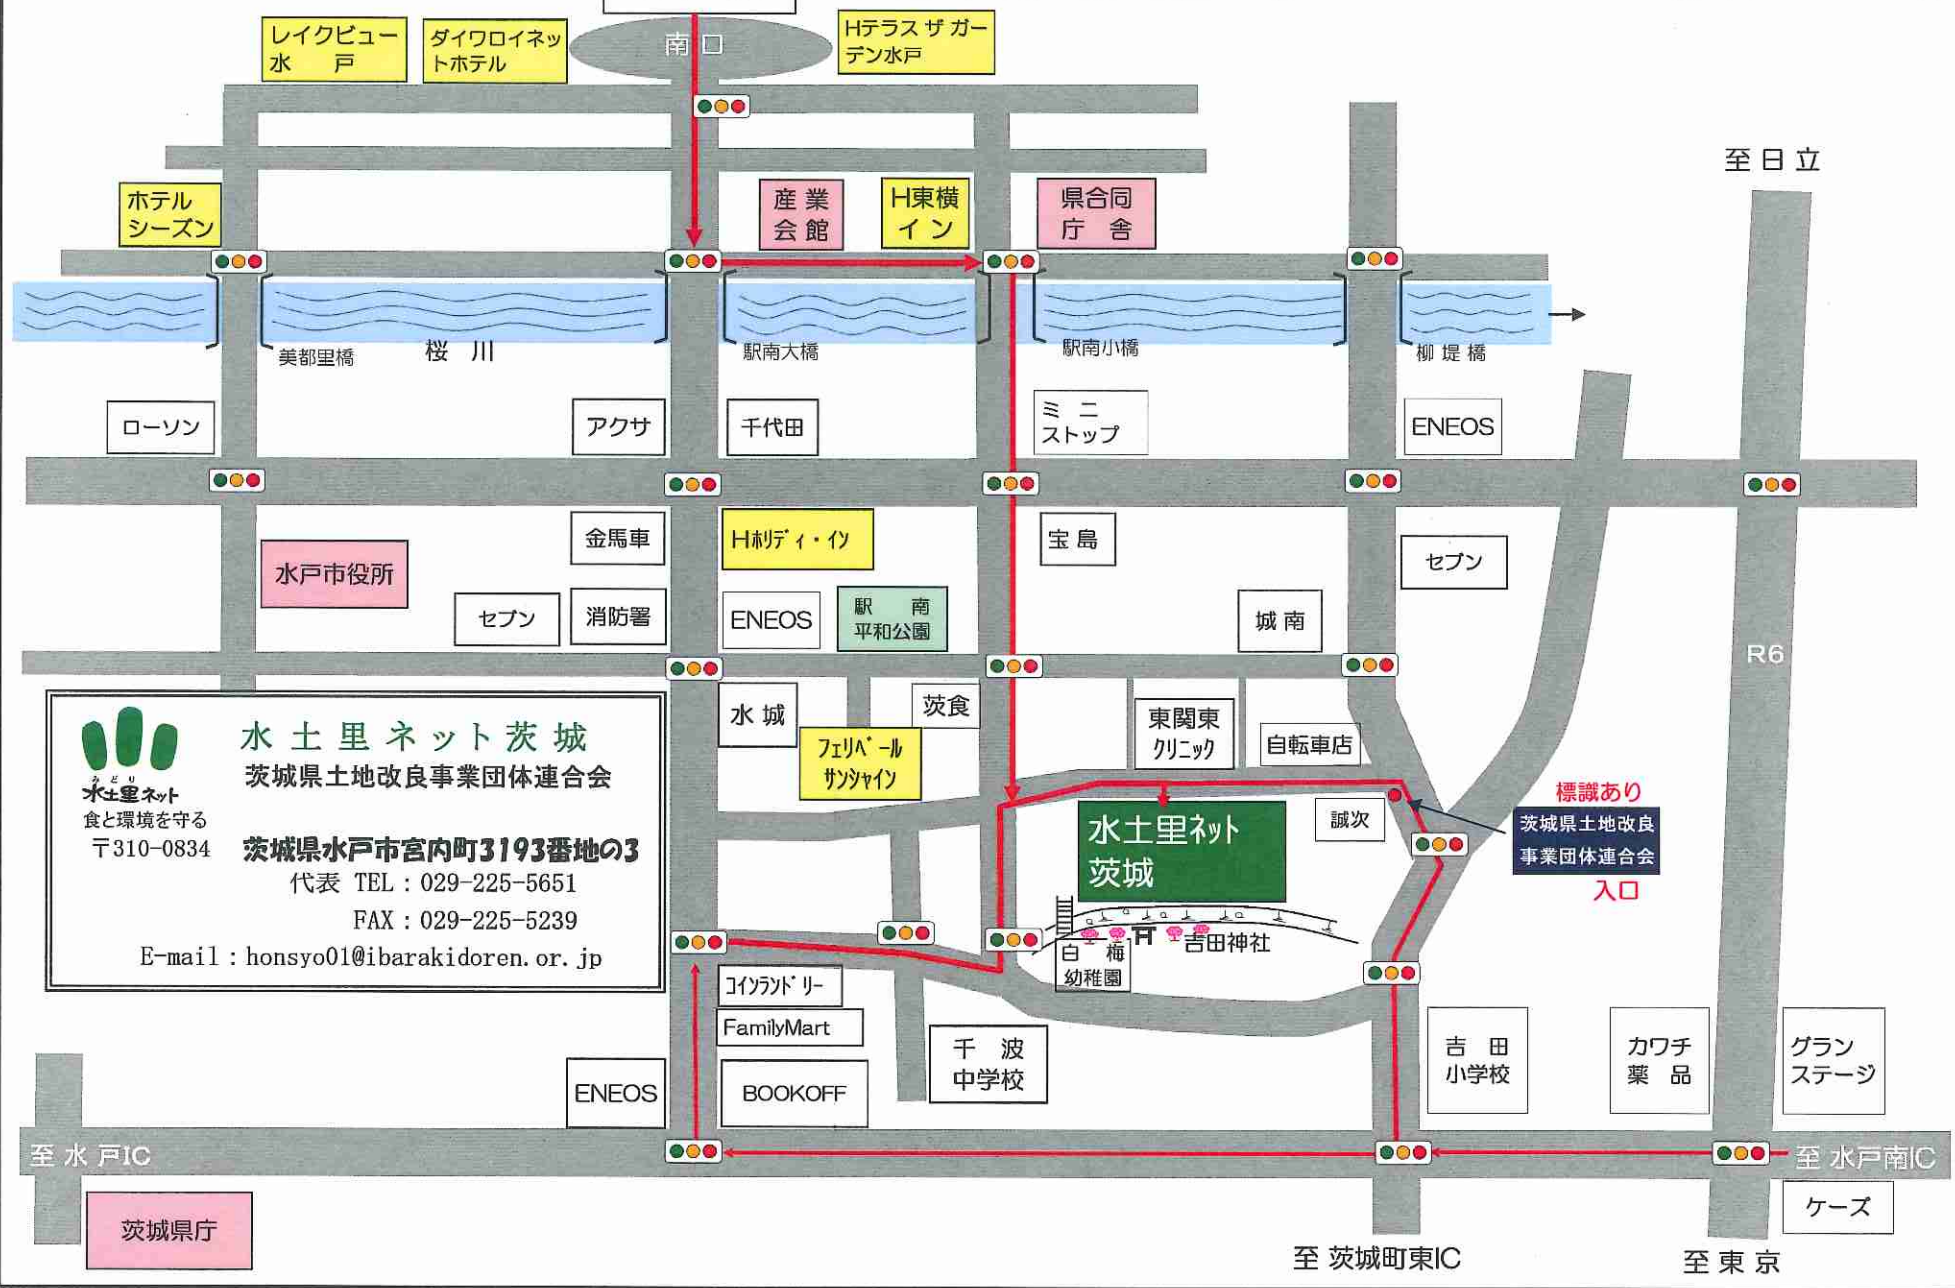 レイクビュー
水 戸
ダイワロイネッ
トホテル
南口
Hテラス ザ ガー
デン水戸
至 日 立
ホテル
シーズン
産 業
会 館
H東横
イン
県合同
庁 舎
美都里橋
桜 川
駅南大橋
駅南小橋
柳 堤 橋
ローソン
アクサ
千代田
ミ ニ
ストップ
ENEOS
金馬車
Hホリディ・イン
宝 島
セブン
水戸市役所
セブン
消防署
ENEOS
駅 南
平和公園
城 南
R6
水 城
茨食
フェリベール
サンシャイン
東関東
クリニック
自転車店
水 土 里 ネ ッ ト 茨 城
茨城県土地改良事業団体連合会
みどり
水土里ネット
食と環境を守る
〒310-0834
茨城県水戸市宮内町3193番地の3
代表 TEL:029-225-5651
FAX:029-225-5239
E-mail:honsyo01@ibarakidoren.or.jp
水土里ネット
茨城
誠次
標識あり
茨城県土地改良
事業団体連合会
入口
白 梅
幼稚園
吉田神社
コインランドリー
FamilyMart
BOOKOFF
ENEOS
千 波
中学校
吉 田
小学校
カワチ
薬 品
グラン
ステージ
至 水 戸IC
至 水戸南IC
茨城県庁
ケーズ
至 茨城町東IC
至 東 京